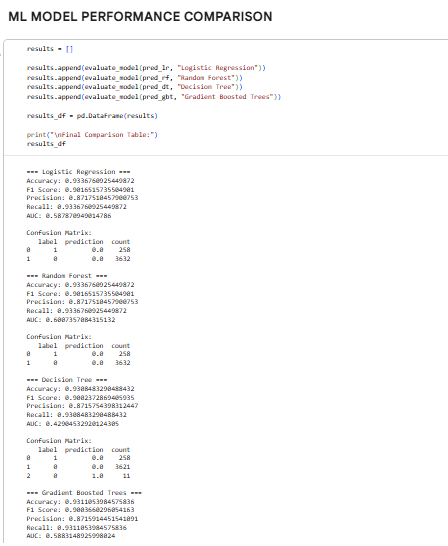 ML MODEL PERFORMANCE COMPARISON
results = []
results.append(evaluate_model(pred_lr, "Logistic Regression"))
results.append(evaluate_model(pred_rf, "Random Forest"))
results.append(evaluate_model(pred_dt, "Decision Tree"))
results.append(evaluate_model(pred_gbt, "Gradient Boosted Trees"))
results_df = pd.DataFrame(results)
print("\nFinal Comparison Table:")
results_df
=== Logistic Regression ===
Accuracy: 0.9336760925449872
F1 Score: 0.9016515735504901
Precision: 0.8717510457900753
Recall: 0.9336760925449872
AUC: 0.587870949014786
Confusion Matrix:
label prediction count
0 1 0.0 258
1 0 0.0 3632
=== Random Forest ===
Accuracy: 0.9336760925449872
F1 Score: 0.9016515735504901
Precision: 0.8717510457900753
Recall: 0.9336760925449872
AUC: 0.6007357084315132
Confusion Matrix:
label prediction count
0 1 0.0 258
1 0 0.0 3632
=== Decision Tree ===
Accuracy: 0.9308483290488432
F1 Score: 0.9002372869405935
Precision: 0.8715754398312447
Recall: 0.9308483290488432
AUC: 0.42904532920124305
Confusion Matrix:
label prediction count
0 1 0.0 258
1 0 0.0 3621
2 0 1.0 11
=== Gradient Boosted Trees ===
Accuracy: 0.9311053984575836
F1 Score: 0.9003660296054163
Precision: 0.8715914451541091
Recall: 0.9311053984575836
AUC: 0.5883148925998024